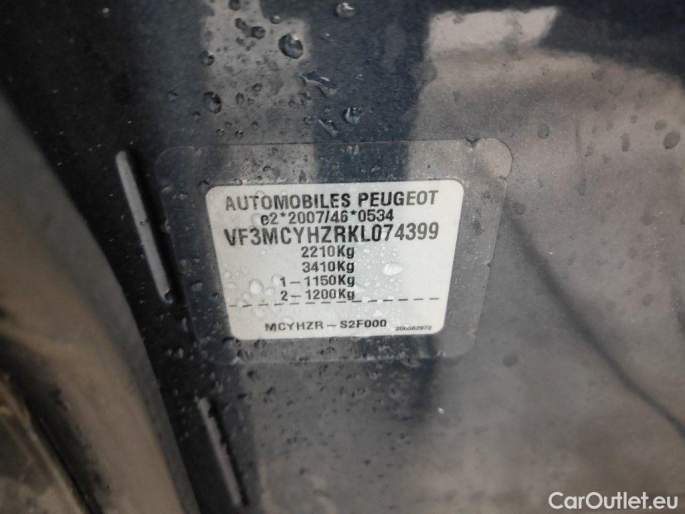 AUTOMOBILES PEUGEOT
e2*2007/46*0534
VF3MCYHZRKL074399
2210Kg
3410Kg
1-1150Kg
2-1200Kg
MCYHZR-S2F000
CarOutlet.eu